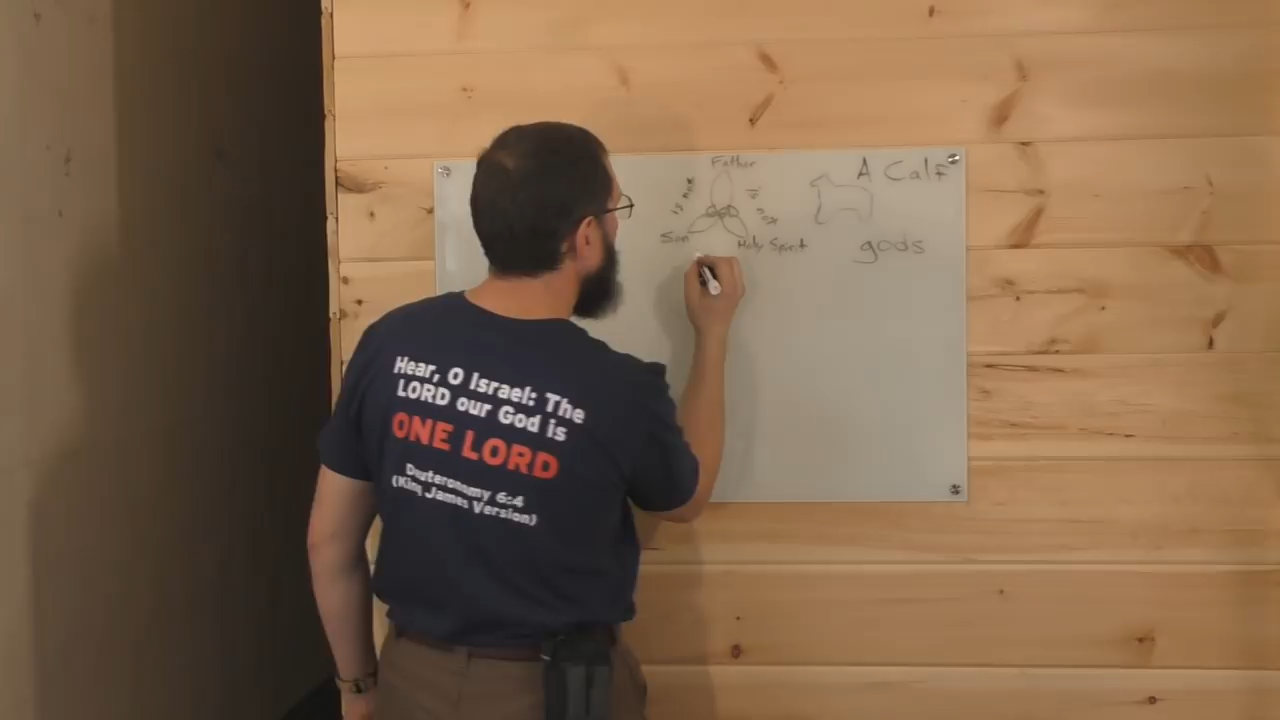 Father
is not
is not
Son
Holy Spirit
A Calf
gods
Hear, O Israel: The
LORD our God is
ONE LORD
Deuteronomy 6:4
(King James Version)